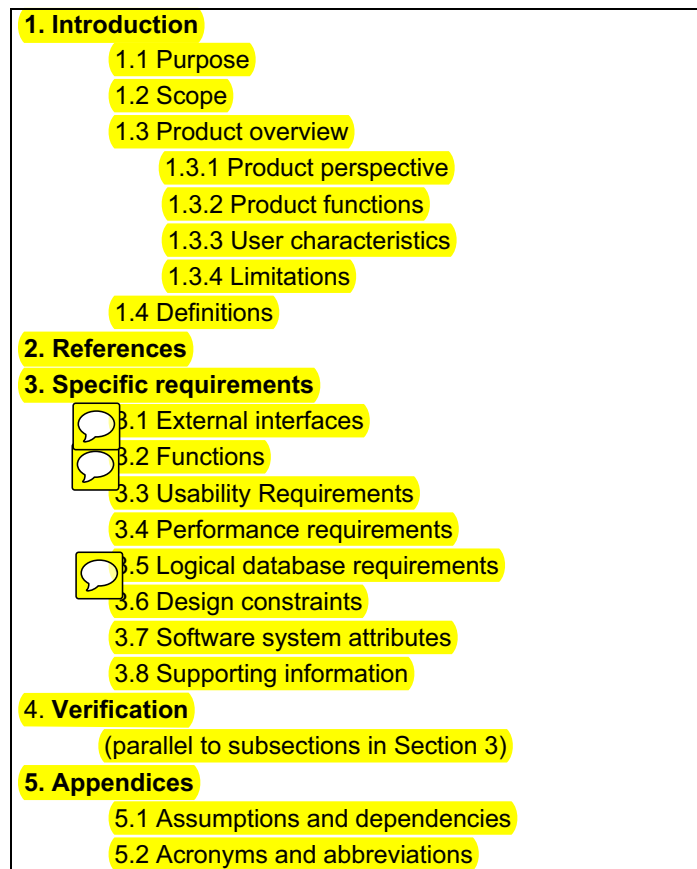 1. Introduction
1.1 Purpose
1.2 Scope
1.3 Product overview
1.3.1 Product perspective
1.3.2 Product functions
1.3.3 User characteristics
1.3.4 Limitations
1.4 Definitions
2. References
3. Specific requirements
3.1 External interfaces
3.2 Functions
3.3 Usability Requirements
3.4 Performance requirements
3.5 Logical database requirements
3.6 Design constraints
3.7 Software system attributes
3.8 Supporting information
4. Verification
(parallel to subsections in Section 3)
5. Appendices
5.1 Assumptions and dependencies
5.2 Acronyms and abbreviations